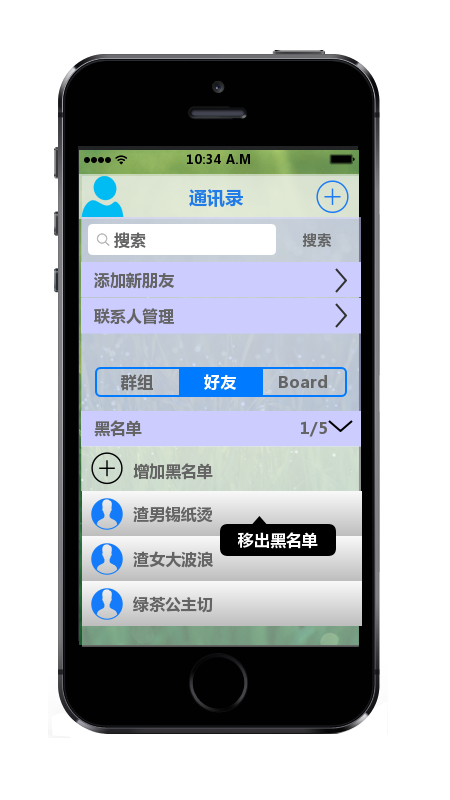 10:34 A.M
通讯录
搜索 搜索
添加新朋友
联系人管理
群组 好友 Board
黑名单 1/5
增加黑名单
渣男锡纸烫
移出黑名单
渣女大波浪
绿茶公主切